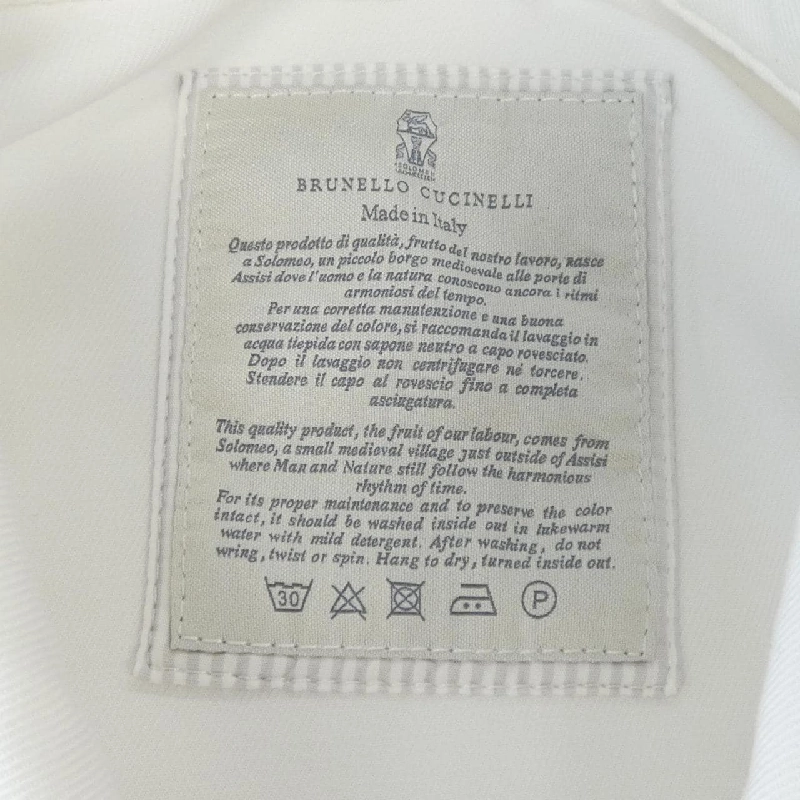 SOLOMEO
BRUNELLO CUCINELLI
Made in Italy
Questo prodotto di qualità, frutto del nostro lavoro, nasce
a Solomeo, un piccolo borgo medioevale alle porte di
Assisi dove l'uomo e la natura conoscono ancora i ritmi
armoniosi del tempo.
Per una corretta manutenzione e una buona
conservazione del colore, si raccomanda il lavaggio in
acqua tiepida con sapone neutro a capo rovesciato.
Dopo il lavaggio non centrifugare nè torcere.
Stendere il capo al rovescio fino a completa
asciugatura.
This quality product, the fruit of our labour, comes from
Solomeo, a small medieval village just outside of Assisi
where Man and Nature still follow the harmonious
rhythm of time.
For its proper maintenance and to preserve the color
intact, it should be washed inside out in lukewarm
water with mild detergent. After washing, do not
wring, twist or spin. Hang to dry, turned inside out.
30 P